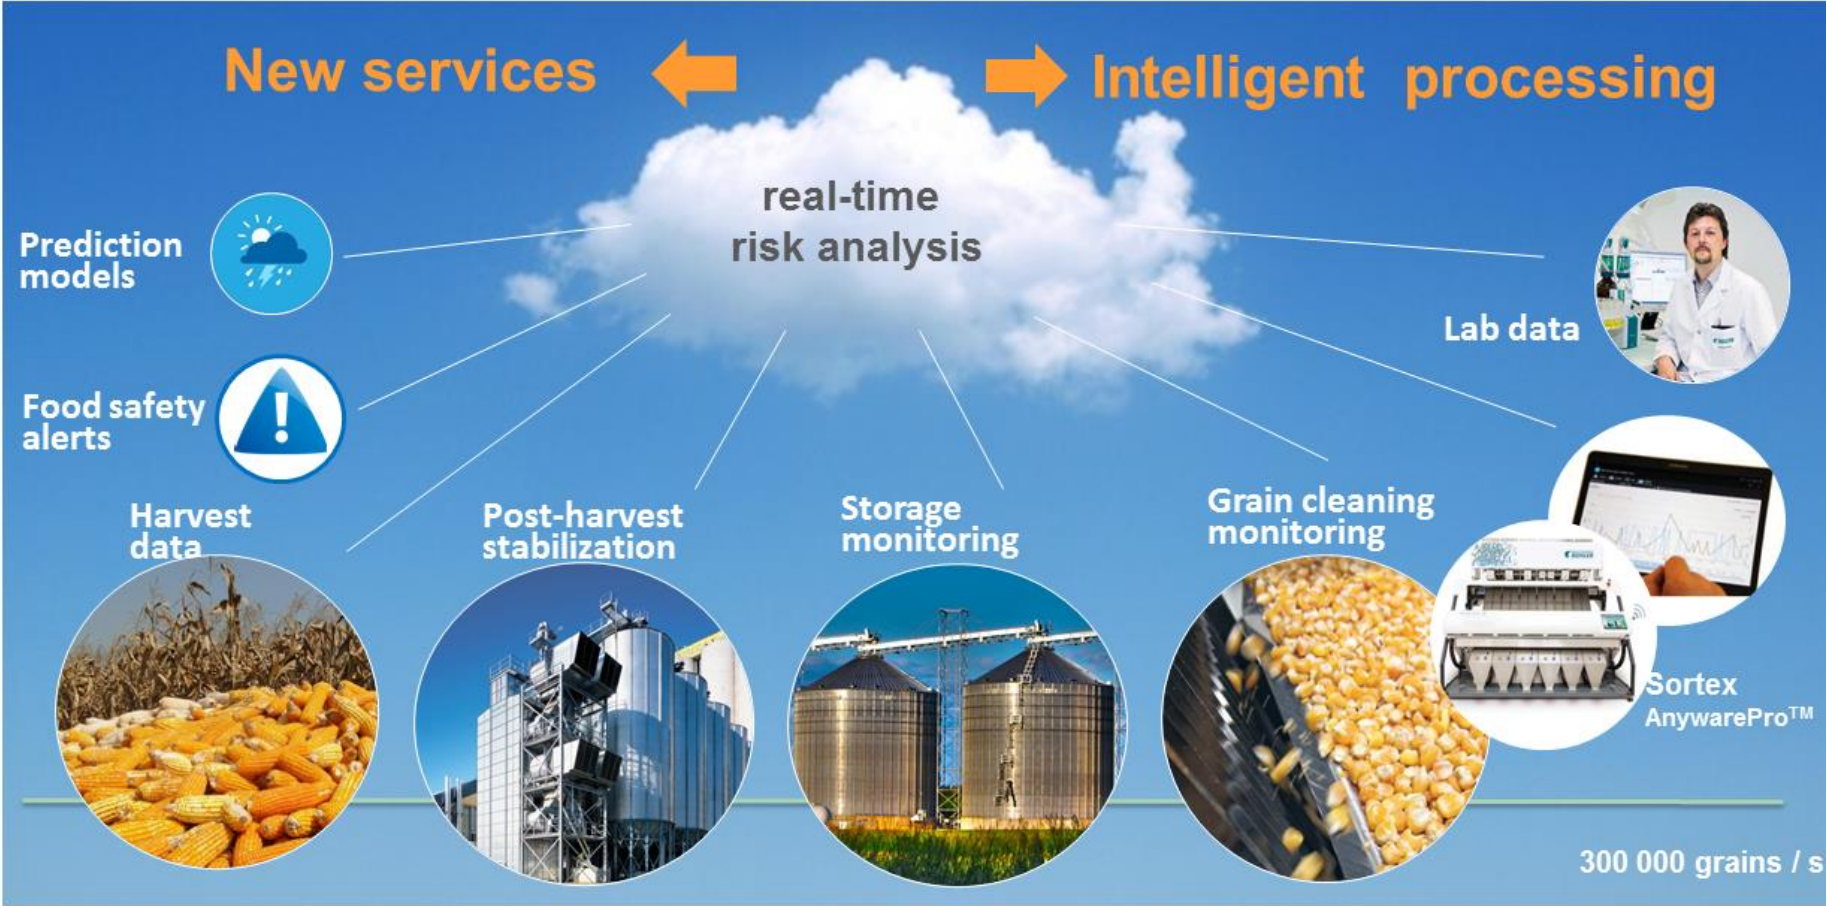 New services
Intelligent processing
real-time
risk analysis
Prediction
models
Food safety
alerts
Lab data
Harvest
data
Post-harvest
stabilization
Storage
monitoring
Grain cleaning
monitoring
Sortex
AnywarePro™
300 000 grains / s